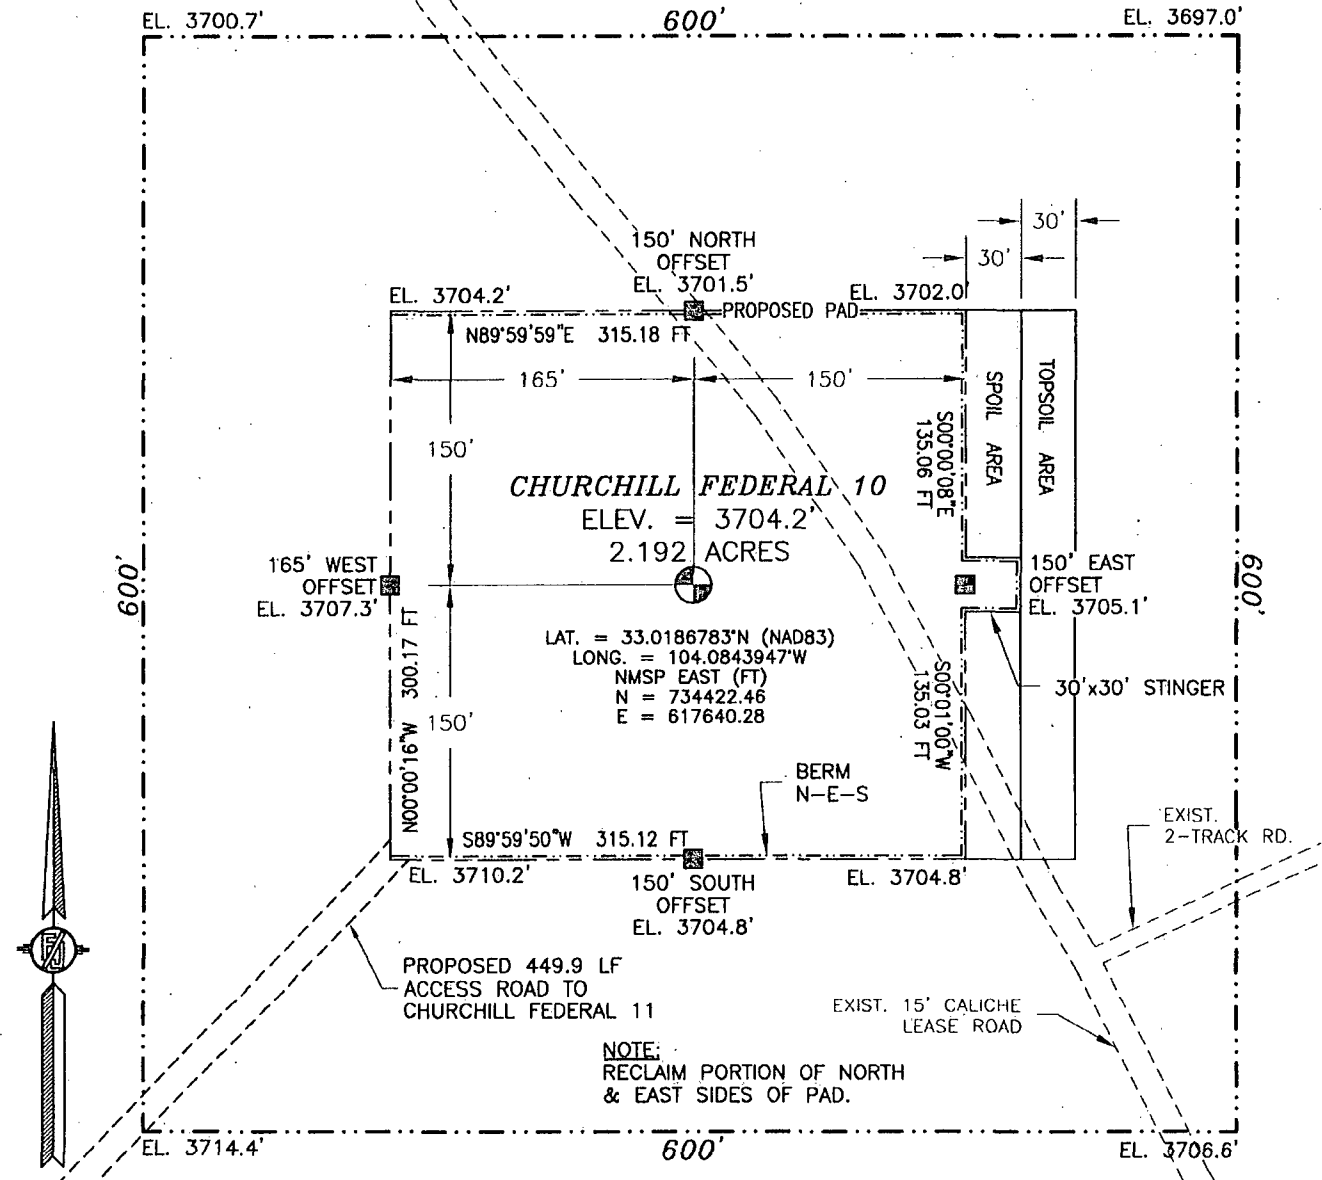 EL. 3700.7'
600'
EL. 3697.0'
30'
30'
150' NORTH
OFFSET
EL. 3701.5'
EL. 3704.2'
EL. 3702.0'
PROPOSED PAD
N89°59'59"E 315.18 FT
165'
150'
150'
SPOIL AREA
TOPSOIL AREA
S00°00'08"E
135.06 FT
CHURCHILL FEDERAL 10
ELEV. = 3704.2'
2.192 ACRES
165' WEST
OFFSET
EL. 3707.3'
150' EAST
OFFSET
EL. 3705.1'
600'
600'
LAT. = 33.0186783°N (NAD83)
LONG. = 104.0843947°W
NMSP EAST (FT)
N = 734422.46
E = 617640.28
N00°00'16"W 300.17 FT
150'
S00°01'00"W
135.03 FT
30'x30' STINGER
BERM
N-E-S
S89°59'50"W 315.12 FT
EL. 3710.2'
150' SOUTH
OFFSET
EL. 3704.8'
EL. 3704.8'
EXIST.
2-TRACK RD.
PROPOSED 449.9 LF
ACCESS ROAD TO
CHURCHILL FEDERAL 11
EXIST. 15' CALICHE
LEASE ROAD
NOTE:
RECLAIM PORTION OF NORTH
& EAST SIDES OF PAD.
EL. 3714.4'
600'
EL. 3706.6'